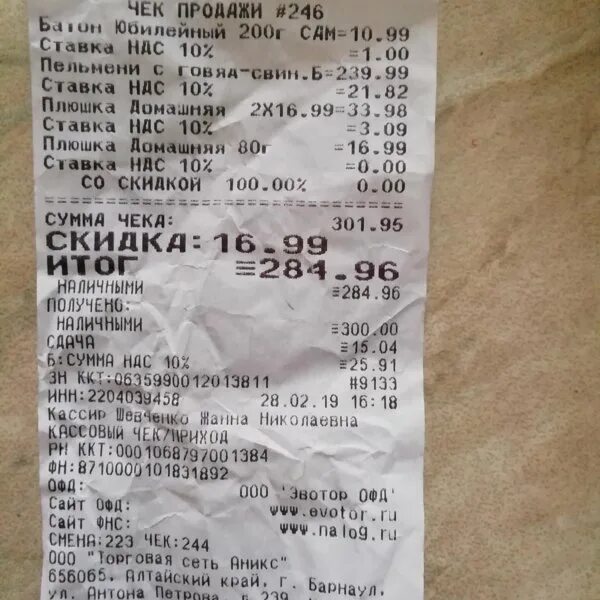 ЧЕК ПРОДАЖИ #246
Батон Юбилейный 200г САМ=10.99
Ставка НДС 10% =1.00
Пельмени с говяд-свин.Б=239.99
Ставка НДС 10% =21.82
Плюшка Домашняя 2X16.99=33.98
Ставка НДС 10% =3.09
Плюшка Домашняя 80г =16.99
Ставка НДС 10% =0.00
СО СКИДКОЙ 100.00% 0.00
СУММА ЧЕКА: 301.95
СКИДКА: 16.99
ИТОГ ≡284.96
НАЛИЧНЫМИ ≡284.96
ПОЛУЧЕНО:
НАЛИЧНЫМИ ≡300.00
СДАЧА ≡15.04
Б:СУММА НДС 10% ≡25.91
ЗН ККТ:0635990012013811 #9133
ИНН:2204039458 28.02.19 16:18
Кассир Шевченко Жанна Николаевна
КАССОВЫЙ ЧЕК/ПРИХОД
РН ККТ:0001068797001384
ФН:8710000101831892
ОФД: ООО "Эвотор ОФД"
Сайт ОФД: www.evotor.ru
Сайт ФНС: www.nalog.ru
СМЕНА:223 ЧЕК:244
ООО "Торговая сеть Аникс"
656065, Алтайский край, г. Барнаул,
ул. Антона Петрова, д.239